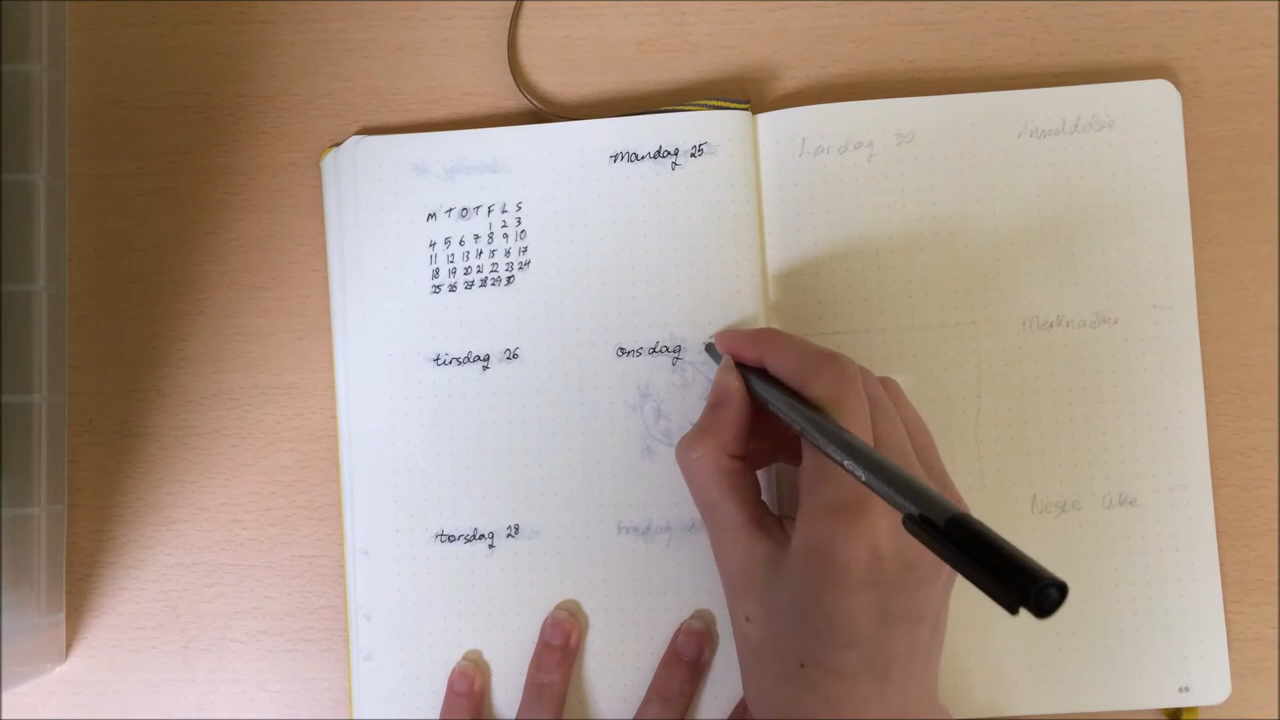 mandag 25
M T O T F L S
1 2 3
4 5 6 7 8 9 10
11 12 13 14 15 16 17
18 19 20 21 22 23 24
25 26 27 28 29 30
tirsdag 26
onsdag
torsdag 28
fredag
Lørdag 30
Merknader
Neste uke
69